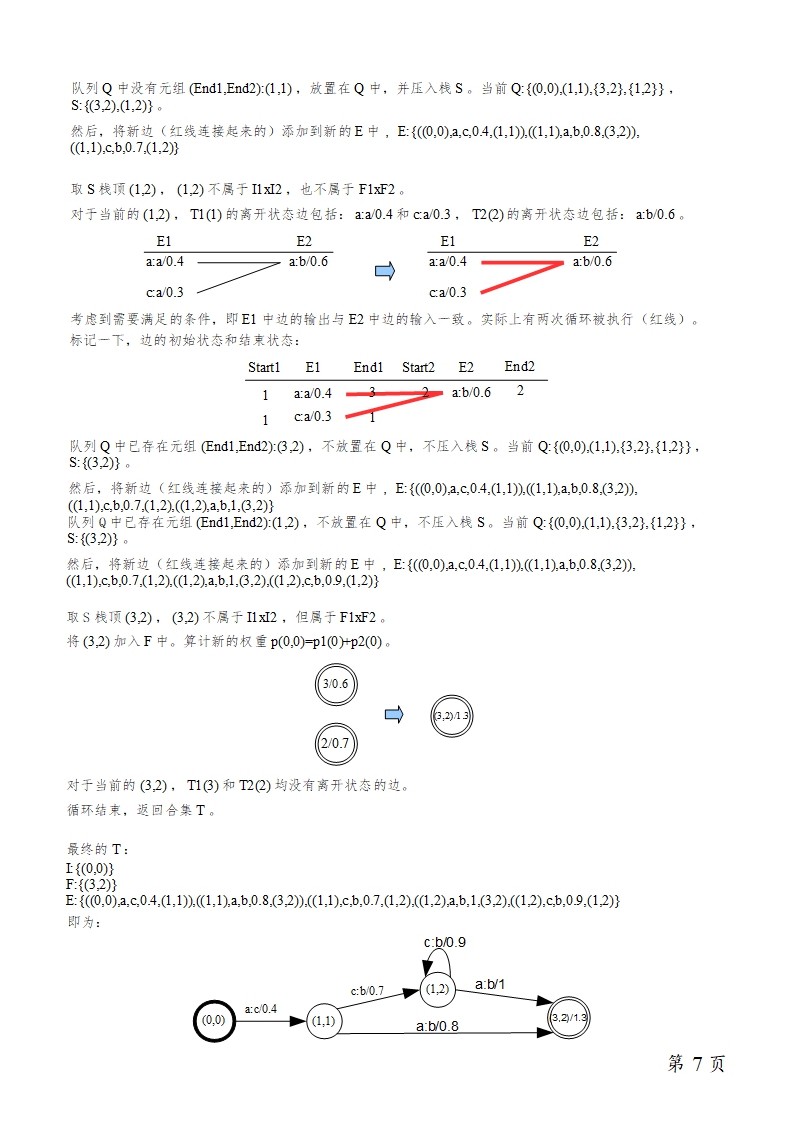 队列 Q 中没有元组 (End1,End2):(1,1) ，放置在 Q 中，并压入栈 S 。当前 Q:{(0,0),(1,1),{3,2},{1,2}} ，
S:{(3,2),(1,2)} 。
然后，将新边（红线连接起来的）添加到新的 E 中 ，E:{((0,0),a,c,0.4,(1,1)),((1,1),a,b,0.8,(3,2)),
((1,1),c,b,0.7,(1,2)}
取 S 栈顶 (1,2) ， (1,2) 不属于 I1xI2 ，也不属于 F1xF2 。
对于当前的 (1,2) ， T1(1) 的离开状态边包括： a:a/0.4 和 c:a/0.3 ， T2(2) 的离开状态边包括： a:b/0.6 。
E1 E2 E1 E2
a:a/0.4 a:b/0.6 a:a/0.4 a:b/0.6
c:a/0.3 c:a/0.3
考虑到需要满足的条件，即 E1 中边的输出与 E2 中边的输入一致。实际上有两次循环被执行（红线）。
标记一下，边的初始状态和结束状态：
Start1 E1 End1 Start2 E2 End2
1 a:a/0.4 3 2 a:b/0.6 2
1 c:a/0.3 1
队列 Q 中已存在元组 (End1,End2):(3,2) ，不放置在 Q 中，不压入栈 S 。当前 Q:{(0,0),(1,1),{3,2},{1,2}} ，
S:{(3,2)} 。
然后，将新边（红线连接起来的）添加到新的 E 中 ，E:{((0,0),a,c,0.4,(1,1)),((1,1),a,b,0.8,(3,2)),
((1,1),c,b,0.7,(1,2),((1,2),a,b,1,(3,2)}
队列 Q 中已存在元组 (End1,End2):(1,2) ，不放置在 Q 中，不压入栈 S 。当前 Q:{(0,0),(1,1),{3,2},{1,2}} ，
S:{(3,2)} 。
然后，将新边（红线连接起来的）添加到新的 E 中 ，E:{((0,0),a,c,0.4,(1,1)),((1,1),a,b,0.8,(3,2)),
((1,1),c,b,0.7,(1,2),((1,2),a,b,1,(3,2),((1,2),c,b,0.9,(1,2)}
取 S 栈顶 (3,2) ， (3,2) 不属于 I1xI2 ，但属于 F1xF2 。
将 (3,2) 加入 F 中。算计新的权重 p(0,0)=p1(0)+p2(0) 。
3/0.6
(3,2)/1.3
2/0.7
对于当前的 (3,2) ， T1(3) 和 T2(2) 均没有离开状态的边。
循环结束，返回合集 T 。
最终的 T ：
I:{(0,0)}
F:{(3,2)}
E:{((0,0),a,c,0.4,(1,1)),((1,1),a,b,0.8,(3,2)),((1,1),c,b,0.7,(1,2),((1,2),a,b,1,(3,2),((1,2),c,b,0.9,(1,2)}
即为：
c:b/0.9
c:b/0.7 (1,2) a:b/1
a:c/0.4
(0,0) (1,1) a:b/0.8 (3,2)/1.3
第 7 页